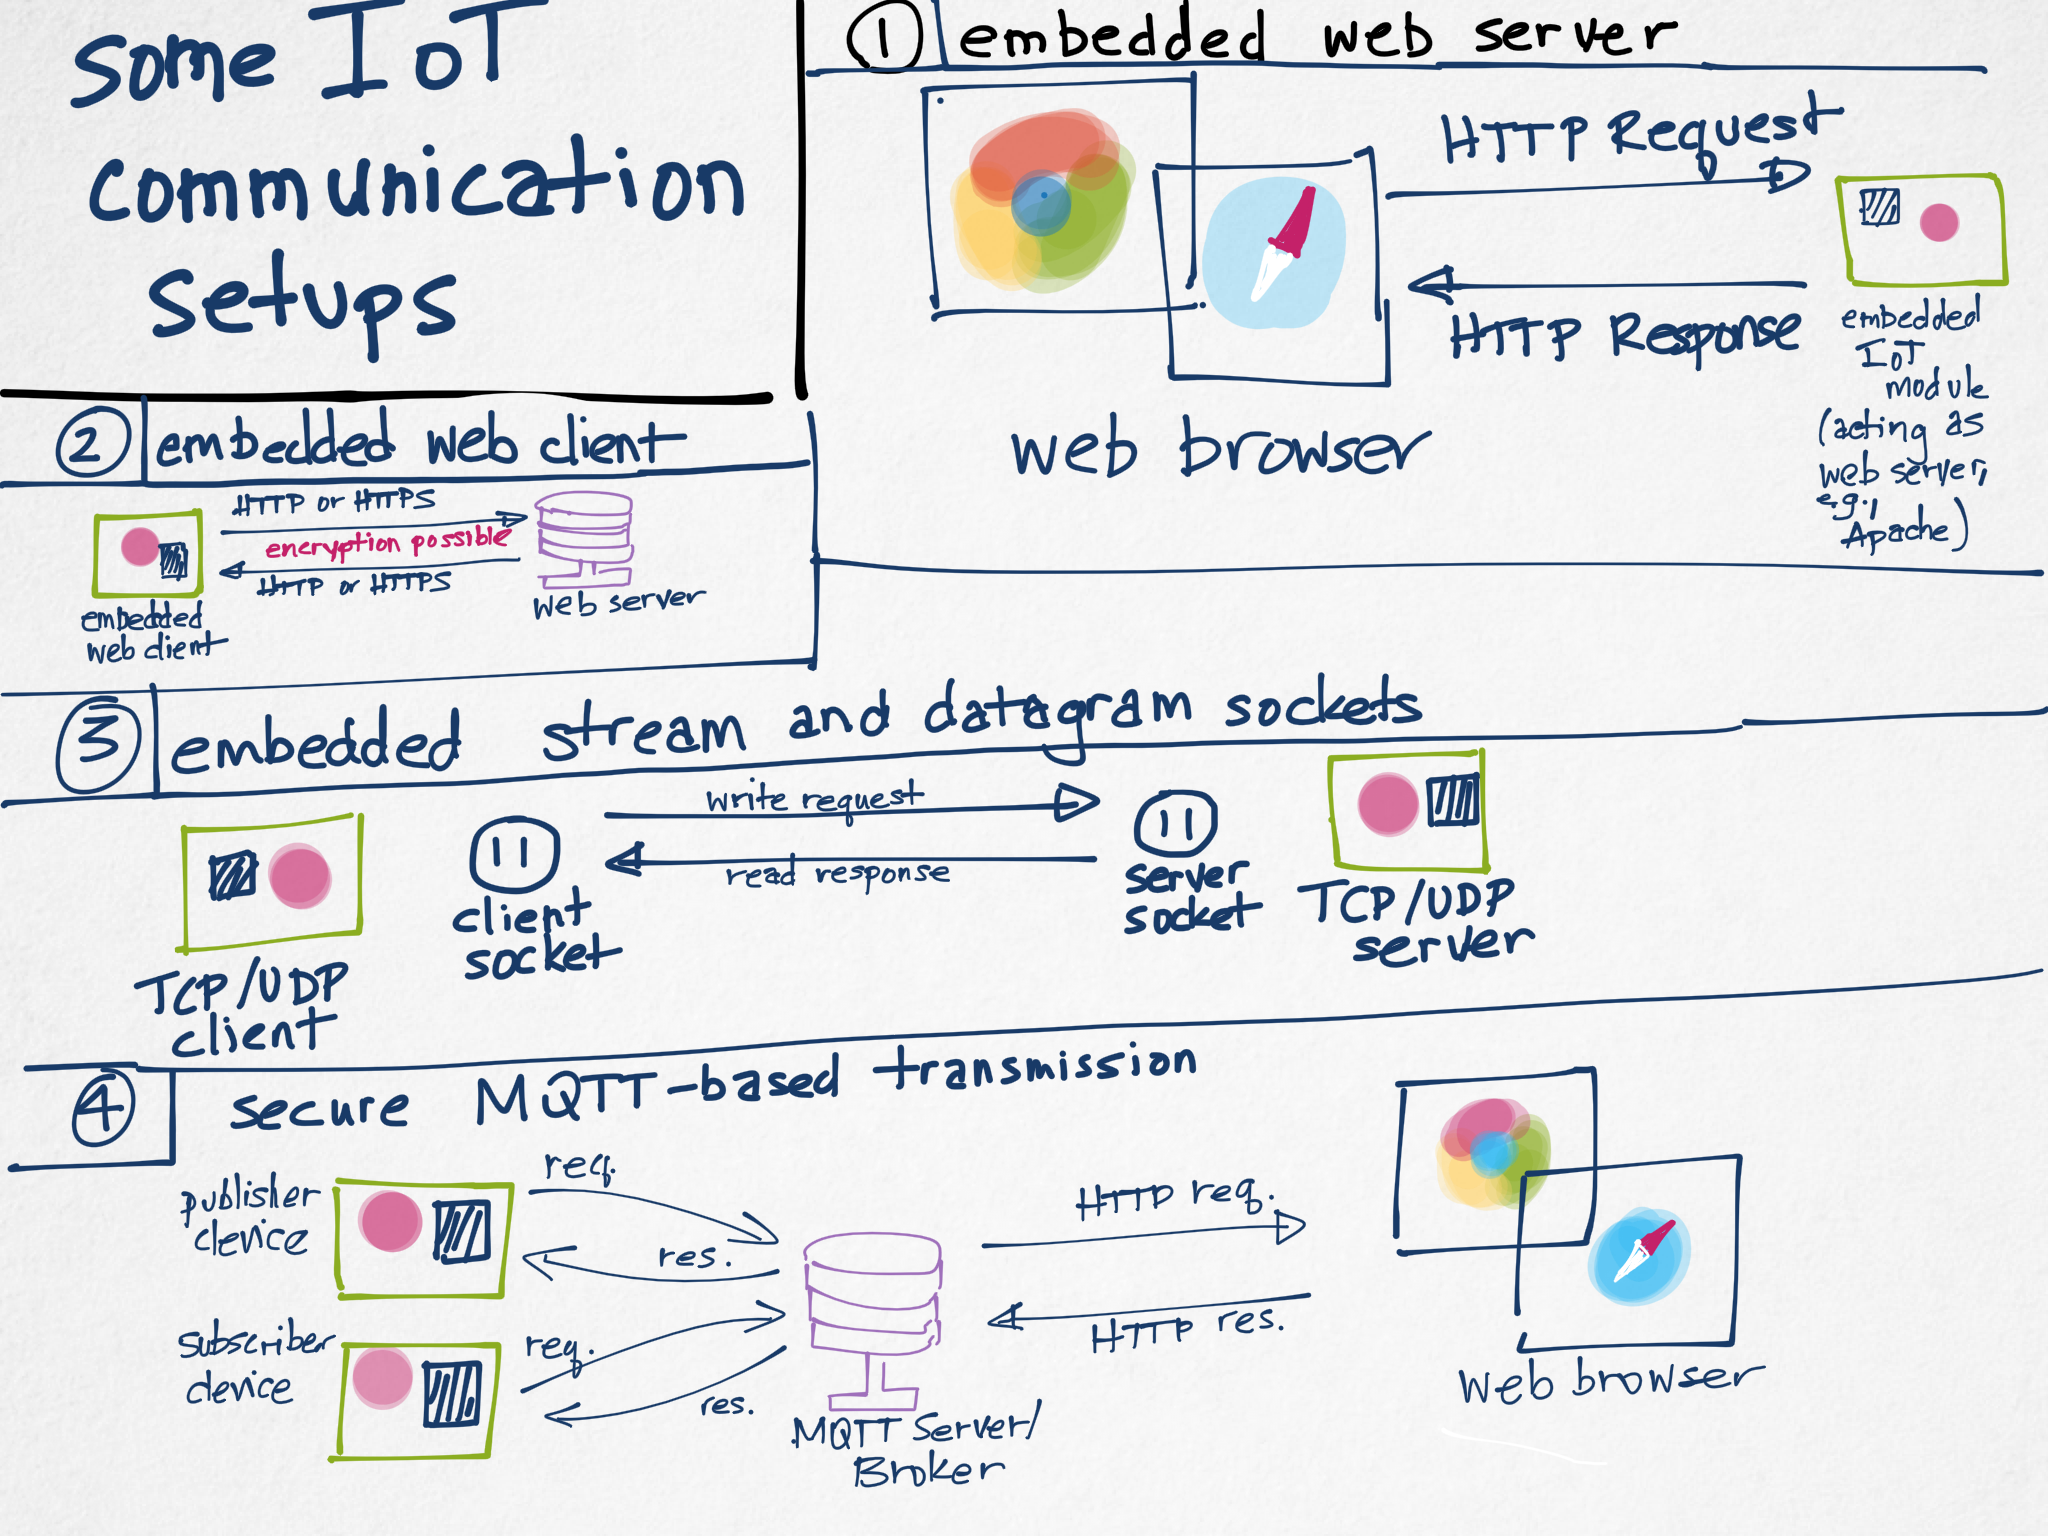 some IoT
communication
setups
1 embedded web server
HTTP Request
HTTP Response
web browser
embedded
IoT
module
(acting as
web server,
e.g.,
Apache)
2 embedded web client
HTTP or HTTPS
encryption possible
HTTP or HTTPS
embedded
web client
web server
3 embedded stream and datagram sockets
write request
read response
TCP/UDP
client
client
socket
server
socket
TCP/UDP
server
4 secure MQTT-based transmission
publisher
device
req.
res.
subscriber
device
req.
res.
MQTT Server/
Broker
HTTP req.
HTTP res.
web browser